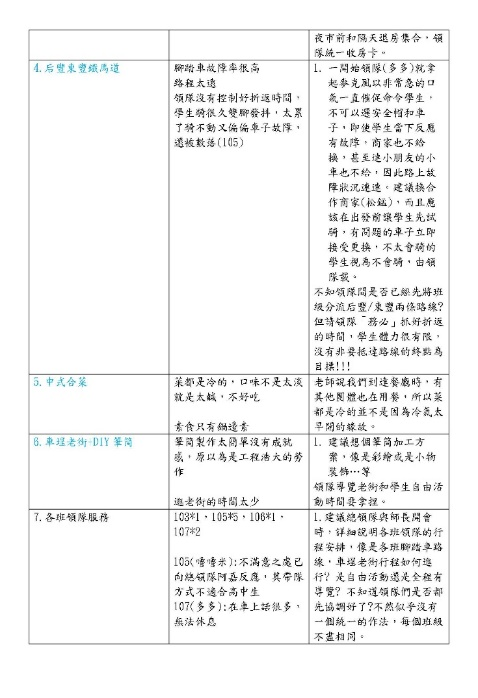 夜市前和隔天退房集合，領
隊統一收房卡。
4.后豐東豐鐵馬道
腳踏車故障率很高
路程太遠
領隊沒有控制好折返時間，
學生騎很久雙腳發抖，太累
了騎不動又偏偏車子故障，
還被數落(105)
1. 一開始領隊(多多)就拿
起麥克風以非常急的口
氣一直催促命令學生，
不可以選安全帽和車
子，即使學生當下反應
有故障，商家也不給
換，甚至連小朋友的小
車也不給，因此路上故
障狀況連連。建議換合
作商家(松鈜)，而且應
該在出發前讓學生先試
騎，有問題的車子立即
接受更換，不太會騎的
學生視為不會騎，由領
隊載。
不知領隊間是否已經先將班
級分流后豐/東豐兩條路線?
但請領隊「務必」抓好折返
的時間，學生體力很有限，
沒有非要抵達路線的終點為
目標!!!
5.中式合菜
菜都是冷的，口味不是太淡
就是太鹹，不好吃
素食只有鍋邊素
老師說我們到達餐廳時，有
其他團體也在用餐，所以菜
都是冷的並不是因為冷氣太
早開的緣故。
6.車埕老街+DIY 筆筒
筆筒製作太簡單沒有成就
感，原以為是工程浩大的勞
作
逛老街的時間太少
1. 建議想個筆筒加工方
案，像是彩繪或是小物
裝飾…等
領隊導覽老街和學生自由活
動時間要拿捏。
7.各班領隊服務
103*1、105*5、106*1、
107*2
105(嚕嚕米):不滿意之處已
向總領隊阿嘉反應，其帶隊
方式不適合高中生
107(多多):在車上話很多，
無法休息
1.建議總領隊與師長開會
時，詳細說明各班領隊的行
程安排，像是各班腳踏車路
線，車埕老街行程如何進
行? 是自由活動還是全程有
導覽? 不知道領隊們是否都
先協調好了?不然似乎沒有
一個統一的作法，每個班級
不盡相同。